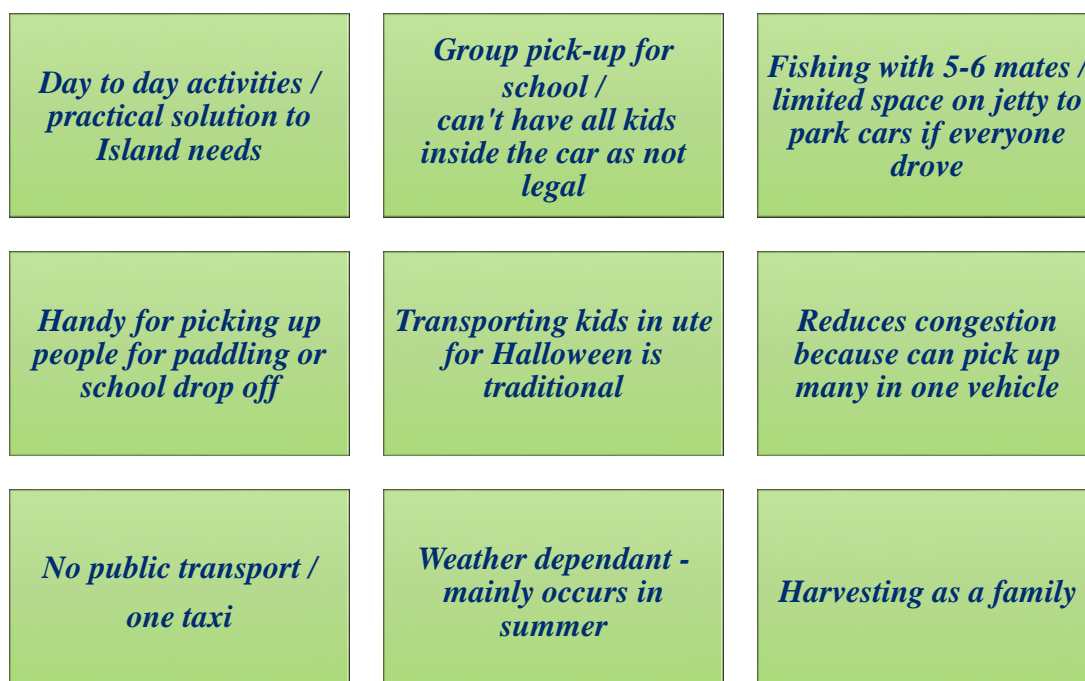 Day to day activities /
practical solution to
Island needs
Group pick-up for
school /
can't have all kids
inside the car as not
legal
Fishing with 5-6 mates /
limited space on jetty to
park cars if everyone
drove
Handy for picking up
people for paddling or
school drop off
Transporting kids in ute
for Halloween is
traditional
Reduces congestion
because can pick up
many in one vehicle
No public transport /
one taxi
Weather dependant -
mainly occurs in
summer
Harvesting as a family